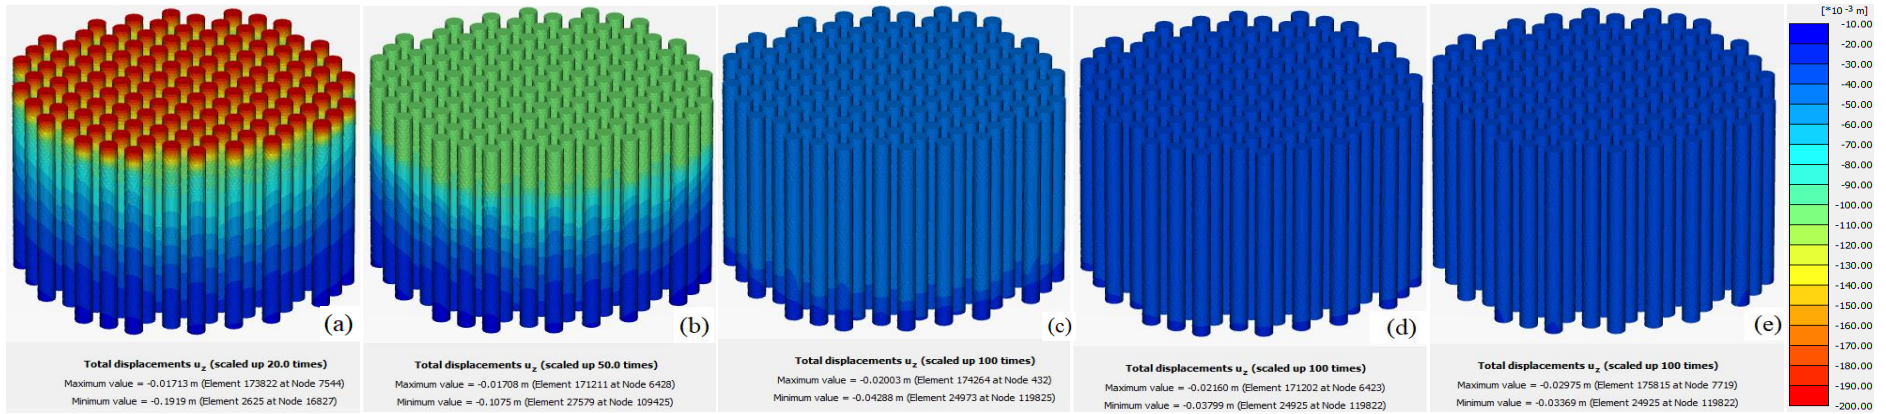 (a)
Total displacements uz (scaled up 20.0 times)
Maximum value = -0.01713 m (Element 173822 at Node 7544)
Minimum value = -0.1919 m (Element 2625 at Node 16827)
(b)
Total displacements uz (scaled up 50.0 times)
Maximum value = -0.01708 m (Element 171211 at Node 6428)
Minimum value = -0.1075 m (Element 27579 at Node 109425)
(c)
Total displacements uz (scaled up 100 times)
Maximum value = -0.02003 m (Element 174264 at Node 432)
Minimum value = -0.04288 m (Element 24973 at Node 119825)
(d)
Total displacements uz (scaled up 100 times)
Maximum value = -0.02160 m (Element 171202 at Node 6423)
Minimum value = -0.03799 m (Element 24925 at Node 119822)
(e)
Total displacements uz (scaled up 100 times)
Maximum value = -0.02975 m (Element 175815 at Node 7719)
Minimum value = -0.03369 m (Element 24925 at Node 119822)
[*10⁻³ m]
-10.00
-20.00
-30.00
-40.00
-50.00
-60.00
-70.00
-80.00
-90.00
-100.00
-110.00
-120.00
-130.00
-140.00
-150.00
-160.00
-170.00
-180.00
-190.00
-200.00